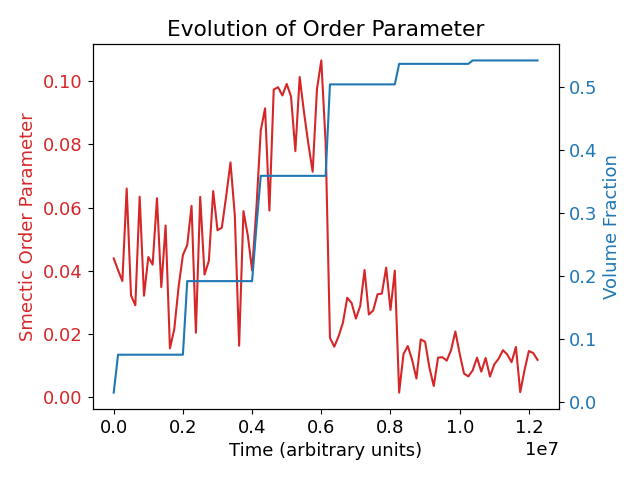 Evolution of Order Parameter
Smectic Order Parameter
0.10
0.08
0.06
0.04
0.02
0.00
0.5
0.4
0.3
0.2
0.1
0.0
Volume Fraction
0.0 0.2 0.4 0.6 0.8 1.0 1.2
1e7
Time (arbitrary units)